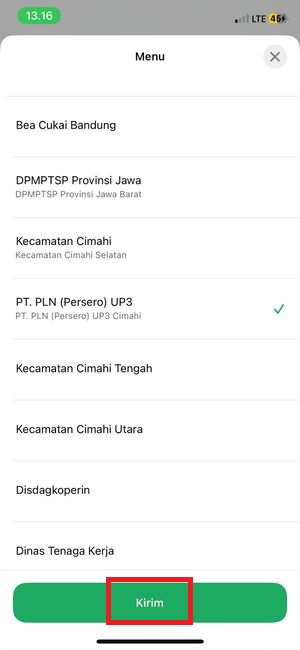 13.16
LTE 45
Menu
Bea Cukai Bandung
DPMPTSP Provinsi Jawa
DPMPTSP Provinsi Jawa Barat
Kecamatan Cimahi
Kecamatan Cimahi Selatan
PT. PLN (Persero) UP3
PT. PLN (Persero) UP3 Cimahi
Kecamatan Cimahi Tengah
Kecamatan Cimahi Utara
Disdagkoperin
Dinas Tenaga Kerja
Kirim